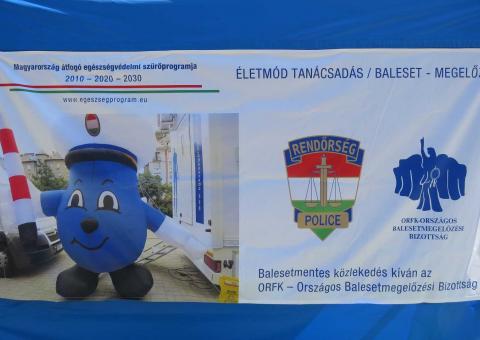 Magyarország átfogó egészségvédelmi szűrőprogramja
2010 – 2020 – 2030
www.egeszsegprogram.eu
ÉLETMÓD TANÁCSADÁS / BALESET - MEGELŐZ
RENDŐRSÉG
POLICE
ORFK-ORSZÁGOS
BALESETMEGELŐZÉSI
BIZOTTSÁG
Balesetmentes közlekedés kíván az
ORFK – Országos Balesetmegelőzési Bizottság